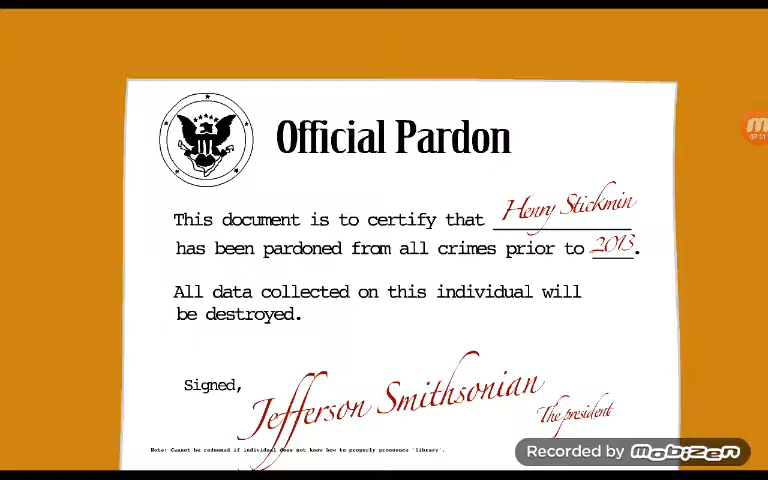 Official Pardon
This document is to certify that Henry Stickmin
has been pardoned from all crimes prior to 2013.
All data collected on this individual will
be destroyed.
Signed,
Jefferson Smithsonian
The president
Note: Cannot be redeemed if individual does not know how to properly pronounce 'library'.
Recorded by mobizen
07:11